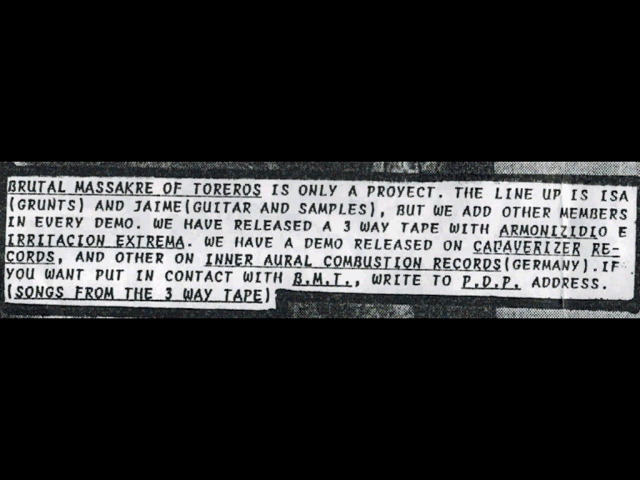 BRUTAL MASSAKRE OF TOREROS IS ONLY A PROYECT. THE LINE UP IS ISA
(GRUNTS) AND JAIME(GUITAR AND SAMPLES), BUT WE ADD OTHER MEMBERS
IN EVERY DEMO. WE HAVE RELEASED A 3 WAY TAPE WITH ARMONIZIDIO E
IRRITACION EXTREMA. WE HAVE A DEMO RELEASED ON CADAVERIZER RE-
CORDS, AND OTHER ON INNER AURAL COMBUSTION RECORDS(GERMANY).IF
YOU WANT PUT IN CONTACT WITH B.M.T., WRITE TO P.D.P. ADDRESS.
(SONGS FROM THE 3 WAY TAPE)